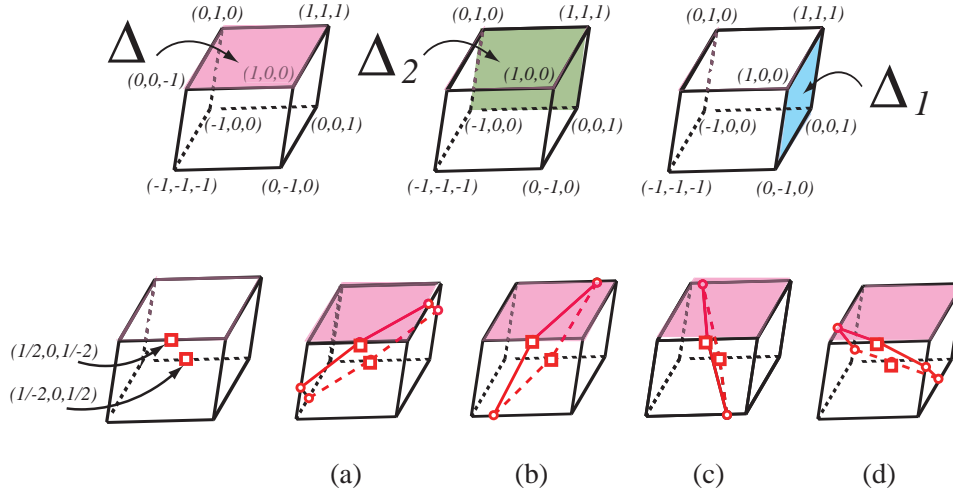 (0,1,0) (1,1,1) (0,1,0) (1,1,1) (0,1,0) (1,1,1)
Δ Δ2 Δ1
(0,0,-1) (1,0,0) (1,0,0) (1,0,0)
(-1,0,0) (0,0,1) (-1,0,0) (0,0,1) (-1,0,0) (0,0,1)
(-1,-1,-1) (0,-1,0) (-1,-1,-1) (0,-1,0) (-1,-1,-1) (0,-1,0)
(1/2,0,1/-2)
(1/-2,0,1/2)
(a) (b) (c) (d)